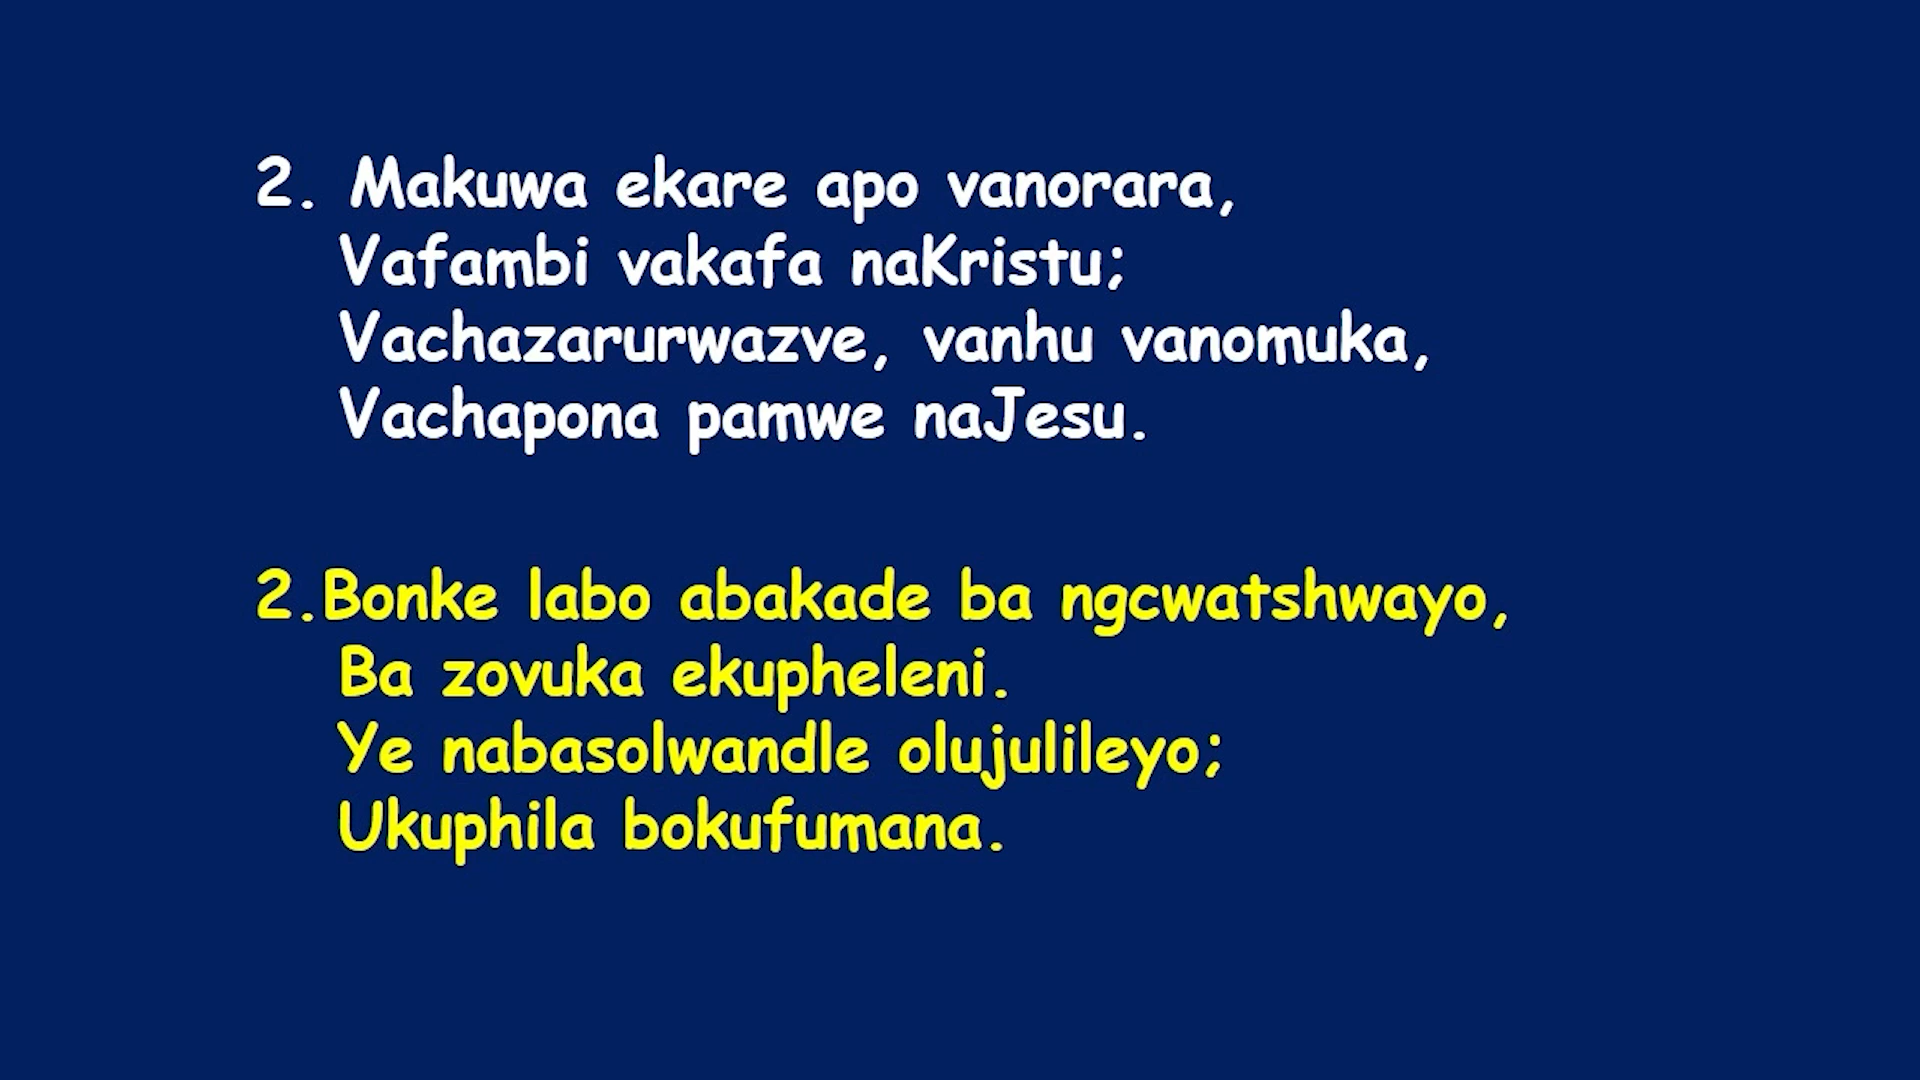 2. Makuwa ekare apo vanorara,
Vafambi vakafa naKristu;
Vachazarurwazve, vanhu vanomuka,
Vachapona pamwe naJesu.
2.Bonke labo abakade ba ngcwatshwayo,
Ba zovuka ekupheleni.
Ye nabasolwandle olujulileyo;
Ukuphila bokufumana.